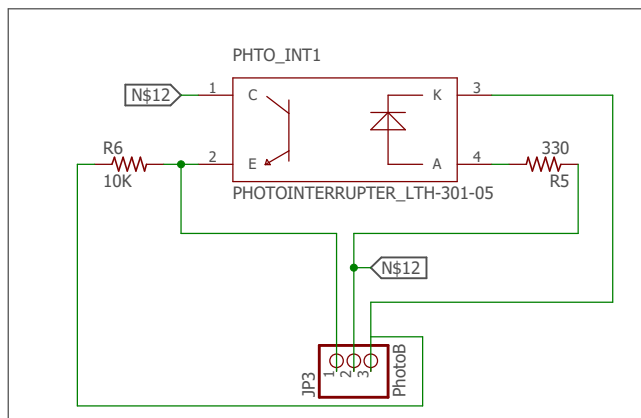 PHTO_INT1
N$12
1
C
K
3
R6
10K
2
E
A
4
330
R5
PHOTOINTERRUPTER_LTH-301-05
N$12
JP3
1
2
3
PhotoB